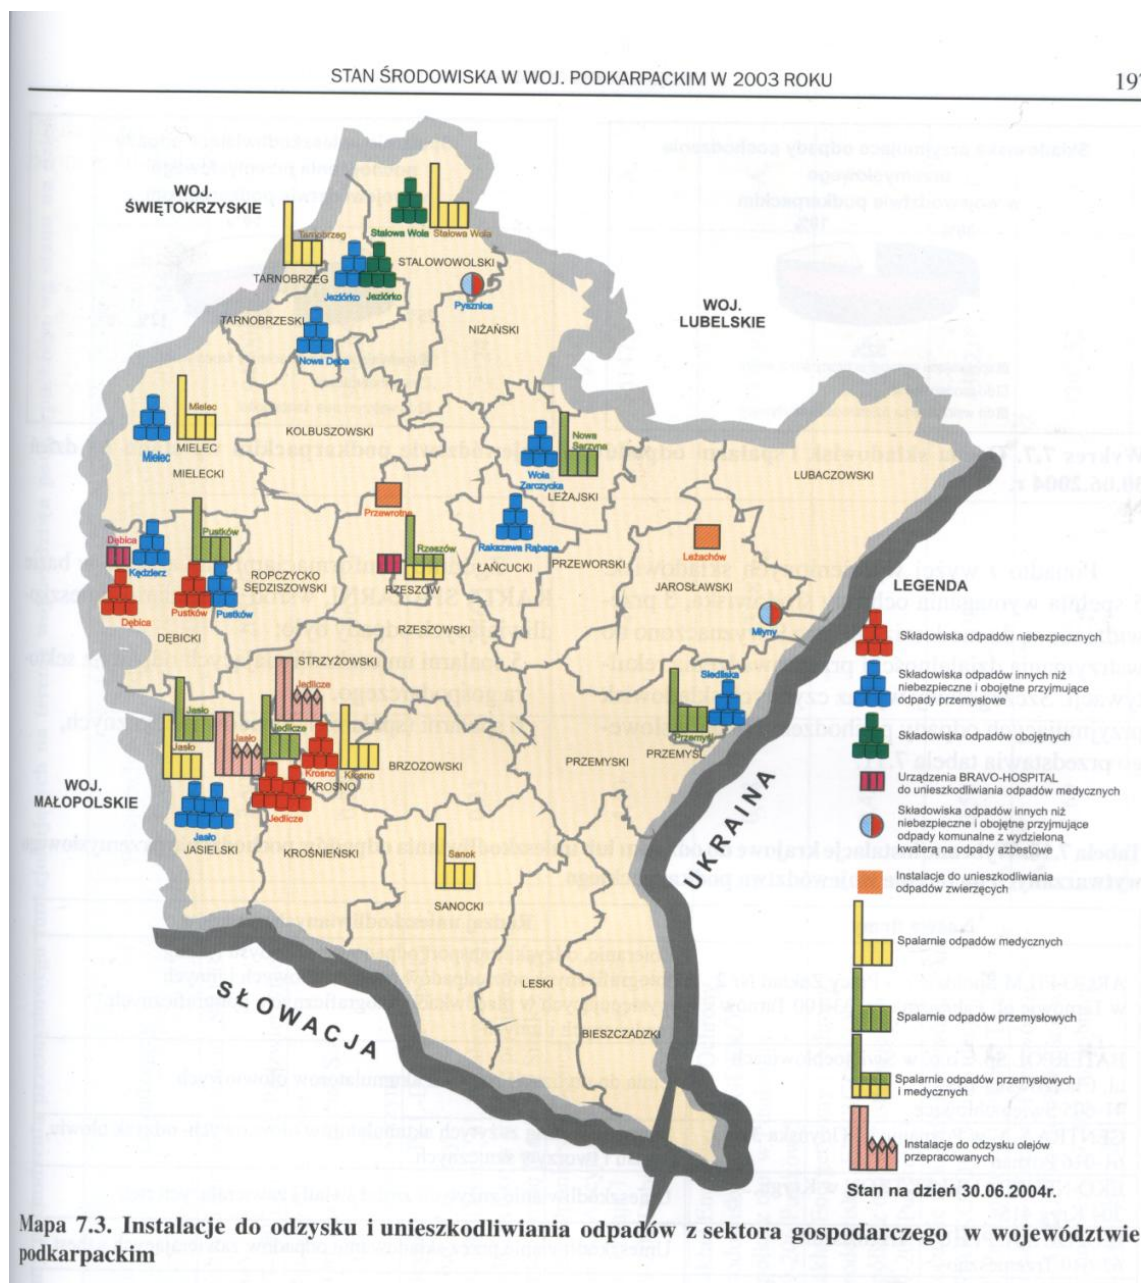 STAN ŚRODOWISKA W WOJ. PODKARPACKIM W 2003 ROKU
WOJ.
ŚWIĘTOKRZYSKIE
Tarnobrzeg
TARNOBRZEG
Stalowa Wola
Stalowa Wola
STALOWOWOLSKI
Jeziórko
Jeziórko
Pysznica
WOJ.
LUBELSKIE
TARNOBRZESKI
NIŻAŃSKI
Nowa Dęba
Mielec
Mielec
MIELEC
MIELECKI
KOLBUSZOWSKI
Nowa
Sarzyna
Wola
Zarczycka
LEŻAJSKI
LUBACZOWSKI
Przewrotne
Rakszawa Rąbane
Leżachów
Dębica
Kędzierz
Pustków
Rzeszów
RZESZÓW
ŁAŃCUCKI
PRZEWORSKI
JAROSŁAWSKI
ROPCZYCKO
SĘDZISZOWSKI
Dębica
Pustków
Pustków
DĘBICKI
RZESZOWSKI
Młyny
STRZYŻOWSKI
Jedlicze
Siedliska
Jasło
Jasło
Jasło
Jedlicze
Krosno
Krosno
KROSNO
Przemyśl
PRZEMYŚL
PRZEMYSKI
BRZOZOWSKI
WOJ.
MAŁOPOLSKIE
Jedlicze
Jasło
JASIELSKI
KROŚNIEŃSKI
Sanok
SANOCKI
LESKI
BIESZCZADZKI
SŁOWACJA
UKRAINA
LEGENDA
Składowiska odpadów niebezpiecznych
Składowiska odpadów innych niż
niebezpieczne i obojętne przyjmujące
odpady przemysłowe
Składowiska odpadów obojętnych
Urządzenia BRAVO-HOSPITAL
do unieszkodliwiania odpadów medycznych
Składowiska odpadów innych niż
niebezpieczne i obojętne przyjmujące
odpady komunalne z wydzieloną
kwaterą na odpady azbestowe
Instalacje do unieszkodliwiania
odpadów zwierzęcych
Spalarnie odpadów medycznych
Spalarnie odpadów przemysłowych
Spalarnie odpadów przemysłowych
i medycznych
Instalacje do odzysku olejów
przepracowanych
Stan na dzień 30.06.2004r.
Mapa 7.3. Instalacje do odzysku i unieszkodliwiania odpadów z sektora gospodarczego w województwie
podkarpackim